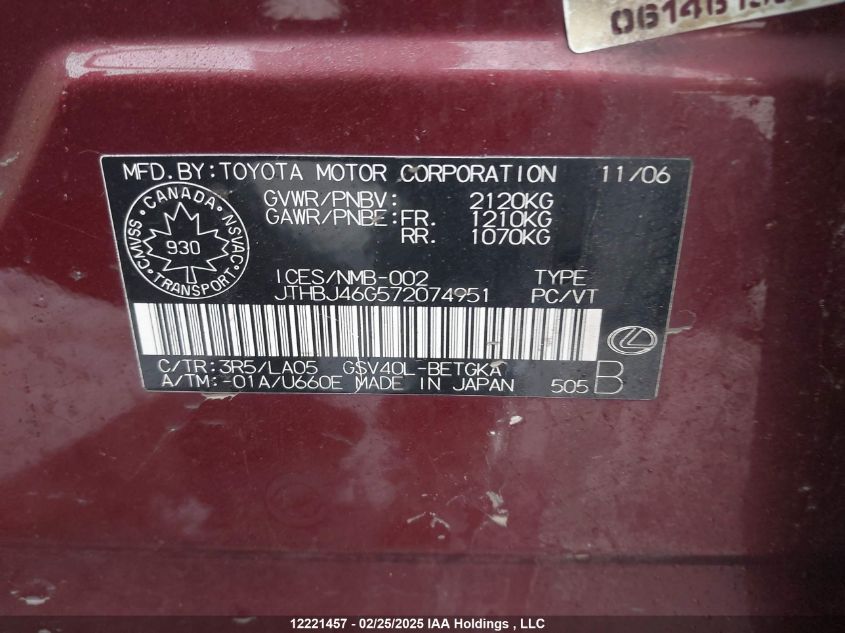 MFD. BY: TOYOTA MOTOR CORPORATION 11/06
GVWR/PNBV: 2120KG
GAWR/PNBE: FR. 1210KG
RR. 1070KG
CANADA
CMVSS NSVAC
930
TRANSPORT
ICES/NMB-002 TYPE
JTHBJ46G572074951 PC/VT
C/TR: 3R5/LA05 GSV40L-BETGKA
A/TM: -01A/U660E MADE IN JAPAN 505 B
12221457 - 02/25/2025 IAA Holdings , LLC